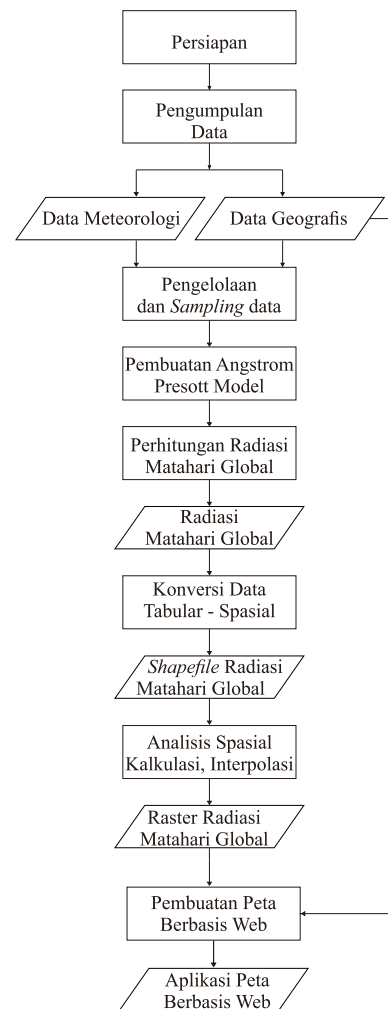 Persiapan
Pengumpulan
Data
Data Meteorologi
Data Geografis
Pengelolaan
dan Sampling data
Pembuatan Angstrom
Presott Model
Perhitungan Radiasi
Matahari Global
Radiasi
Matahari Global
Konversi Data
Tabular - Spasial
Shapefile Radiasi
Matahari Global
Analisis Spasial
Kalkulasi, Interpolasi
Raster Radiasi
Matahari Global
Pembuatan Peta
Berbasis Web
Aplikasi Peta
Berbasis Web